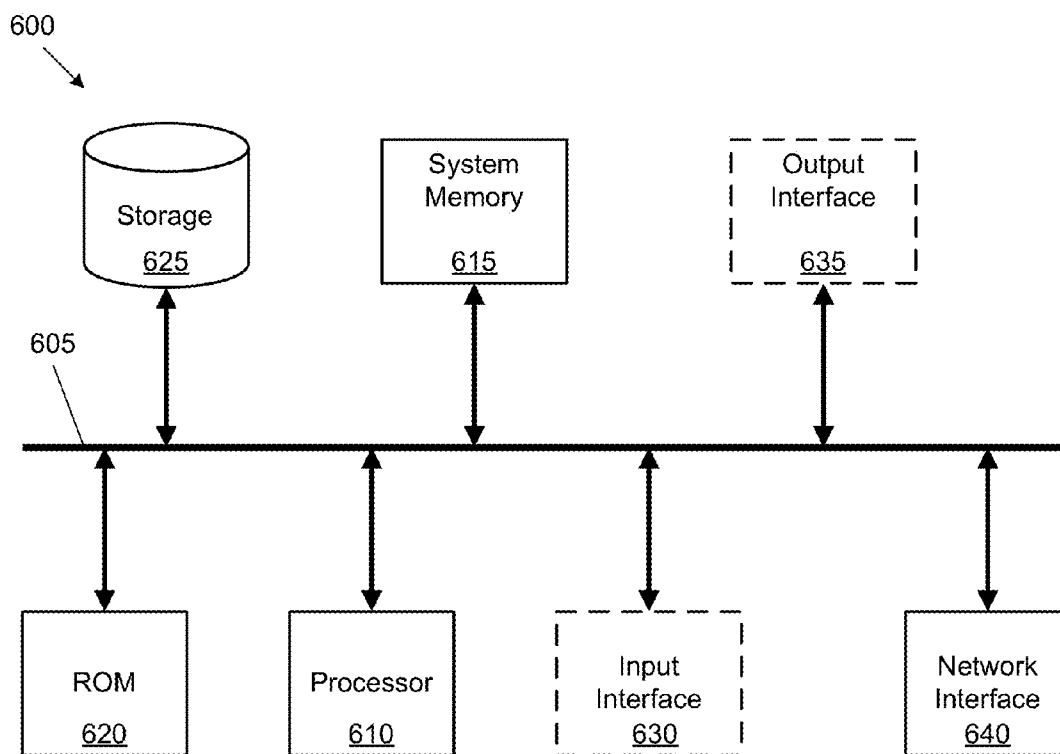 600
Storage
625
System
Memory
615
Output
Interface
635
605
ROM
620
Processor
610
Input
Interface
630
Network
Interface
640